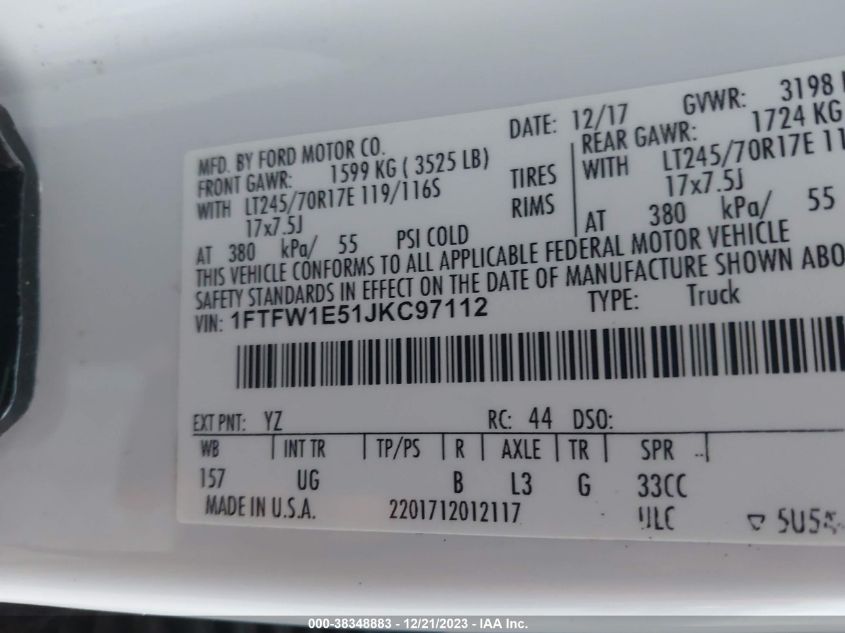 MFD. BY FORD MOTOR CO. DATE: 12/17 GVWR: 3198
FRONT GAWR: 1599 KG ( 3525 LB) REAR GAWR: 1724 KG
WITH LT245/70R17E 119/116S TIRES WITH LT245/70R17E
17x7.5J RIMS 17x7.5J
AT 380 kPa/ 55 PSI COLD AT 380 kPa/ 55
THIS VEHICLE CONFORMS TO ALL APPLICABLE FEDERAL MOTOR VEHICLE
SAFETY STANDARDS IN EFFECT ON THE DATE OF MANUFACTURE SHOWN
VIN: 1FTFW1E51JKC97112 TYPE: Truck
EXT PNT: YZ RC: 44 DSO:
WB INT TR TP/PS R AXLE TR SPR
157 UG B L3 G 33CC
MADE IN U.S.A. 2201712012117 ULC
000-38348883 - 12/21/2023 - IAA Inc.